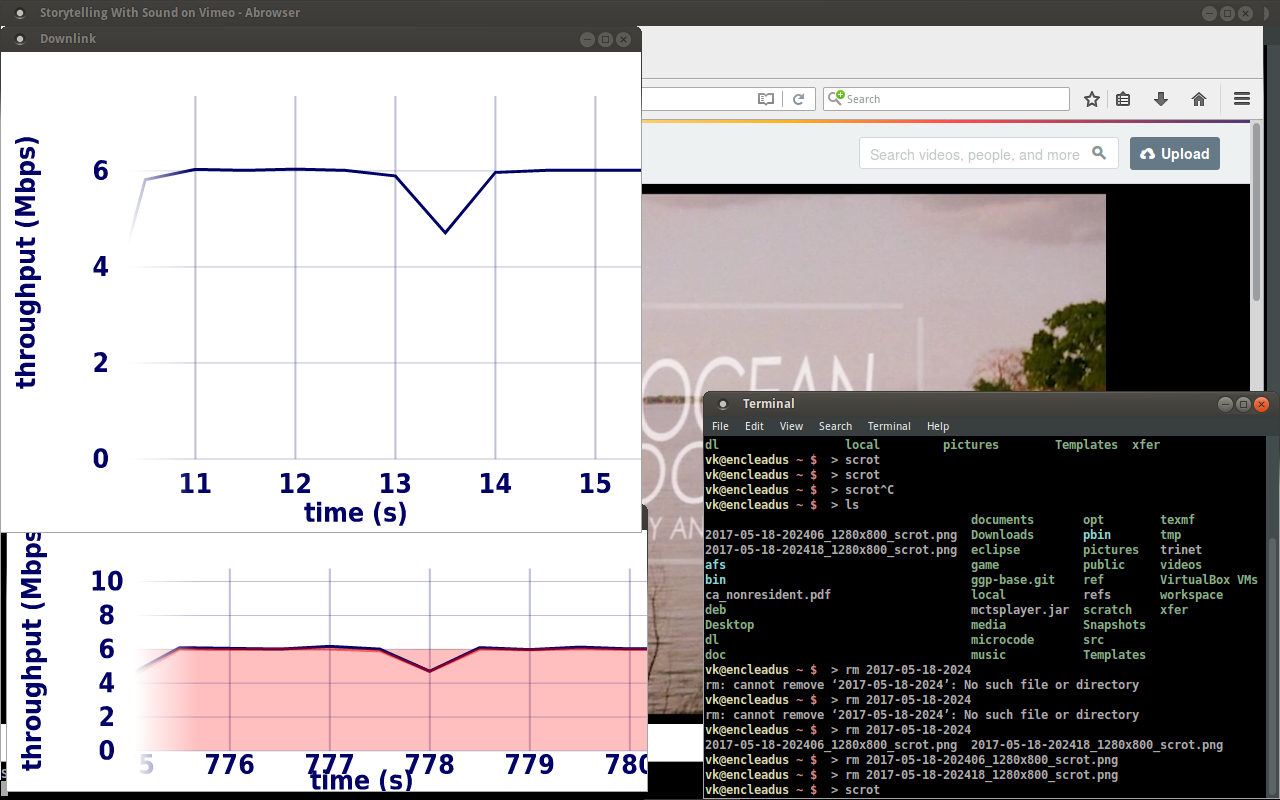 Storytelling With Sound on Vimeo - Abrowser
Downlink
throughput (Mbps)
6
4
2
0
11 12 13 14 15
time (s)
Search
Search videos, people, and more
Upload
OCEAN
Y AN
throughput (Mbps
10
8
6
4
2
0
5 776 777 778 779 780
time (s)
Terminal
File Edit View Search Terminal Help
dl local pictures Templates xfer
vk@encleadus ~ $ > scrot
vk@encleadus ~ $ > scrot
vk@encleadus ~ $ > scrot^C
vk@encleadus ~ $ > ls
documents opt texmf
2017-05-18-202406_1280x800_scrot.png Downloads pbin tmp
2017-05-18-202418_1280x800_scrot.png eclipse pictures trinet
afs game public videos
bin ggp-base.git ref VirtualBox VMs
ca_nonresident.pdf local refs workspace
deb mctsplayer.jar scratch xfer
Desktop media Snapshots
dl microcode src
doc music Templates
vk@encleadus ~ $ > rm 2017-05-18-2024
rm: cannot remove ‘2017-05-18-2024’: No such file or directory
vk@encleadus ~ $ > rm 2017-05-18-2024
rm: cannot remove ‘2017-05-18-2024’: No such file or directory
vk@encleadus ~ $ > rm 2017-05-18-2024
2017-05-18-202406_1280x800_scrot.png 2017-05-18-202418_1280x800_scrot.png
vk@encleadus ~ $ > rm 2017-05-18-202406_1280x800_scrot.png
vk@encleadus ~ $ > rm 2017-05-18-202418_1280x800_scrot.png
vk@encleadus ~ $ > scrot